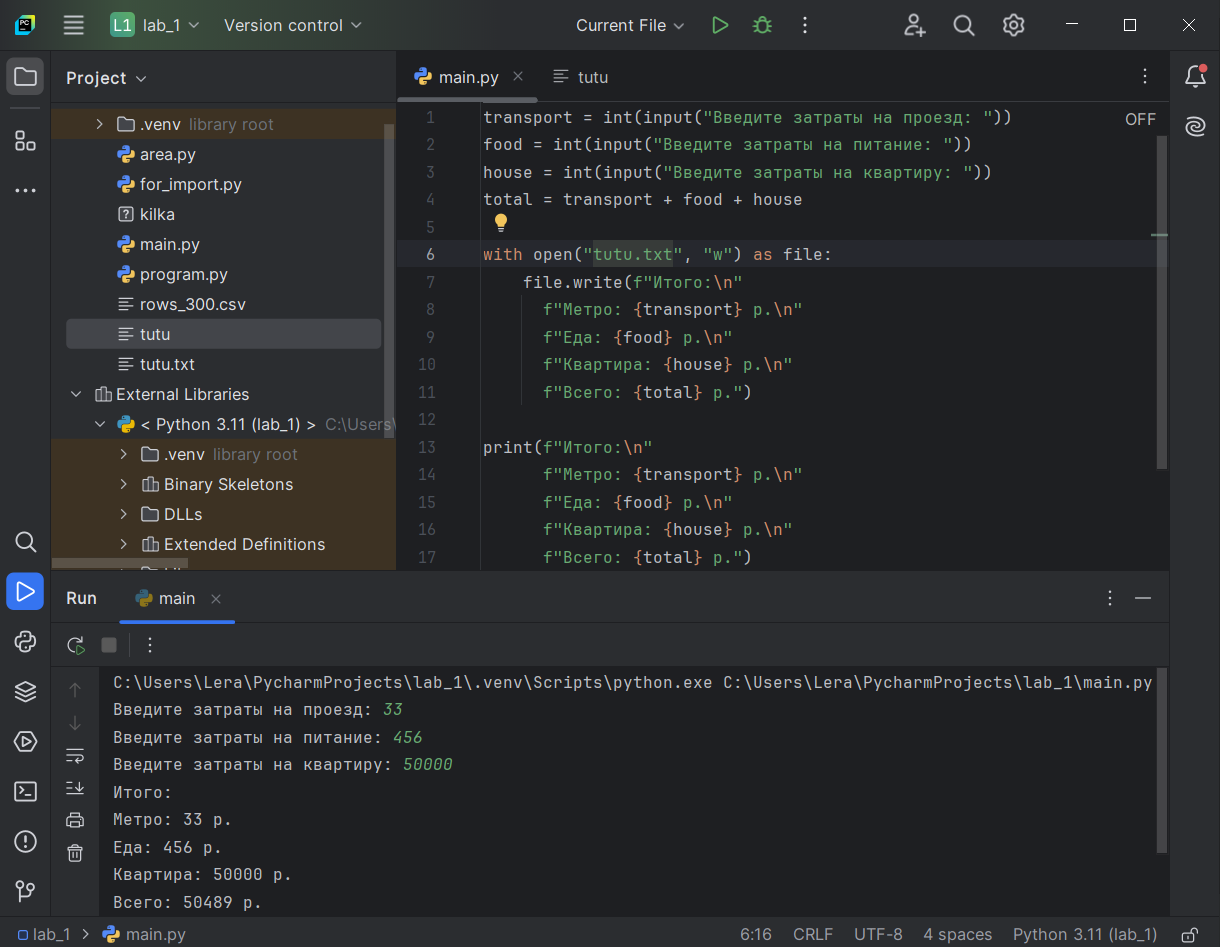 L1 lab_1 Version control Current File
Project
main.py
tutu
.venv library root
area.py
for_import.py
kilka
main.py
program.py
rows_300.csv
tutu
tutu.txt
External Libraries
< Python 3.11 (lab_1) > C:\Users\
.venv library root
Binary Skeletons
DLLs
Extended Definitions
OFF
1 transport = int(input("Введите затраты на проезд: "))
2 food = int(input("Введите затраты на питание: "))
3 house = int(input("Введите затраты на квартиру: "))
4 total = transport + food + house
5
6 with open("tutu.txt", "w") as file:
7 file.write(f"Итого:\n"
8 f"Метро: {transport} р.\n"
9 f"Еда: {food} р.\n"
10 f"Квартира: {house} р.\n"
11 f"Всего: {total} р.")
12
13 print(f"Итого:\n"
14 f"Метро: {transport} р.\n"
15 f"Еда: {food} р.\n"
16 f"Квартира: {house} р.\n"
17 f"Всего: {total} р.")
Run main
C:\Users\Lera\PycharmProjects\lab_1\.venv\Scripts\python.exe C:\Users\Lera\PycharmProjects\lab_1\main.py
Введите затраты на проезд: 33
Введите затраты на питание: 456
Введите затраты на квартиру: 50000
Итого:
Метро: 33 р.
Еда: 456 р.
Квартира: 50000 р.
Всего: 50489 р.
lab_1 > main.py 6:16 CRLF UTF-8 4 spaces Python 3.11 (lab_1)